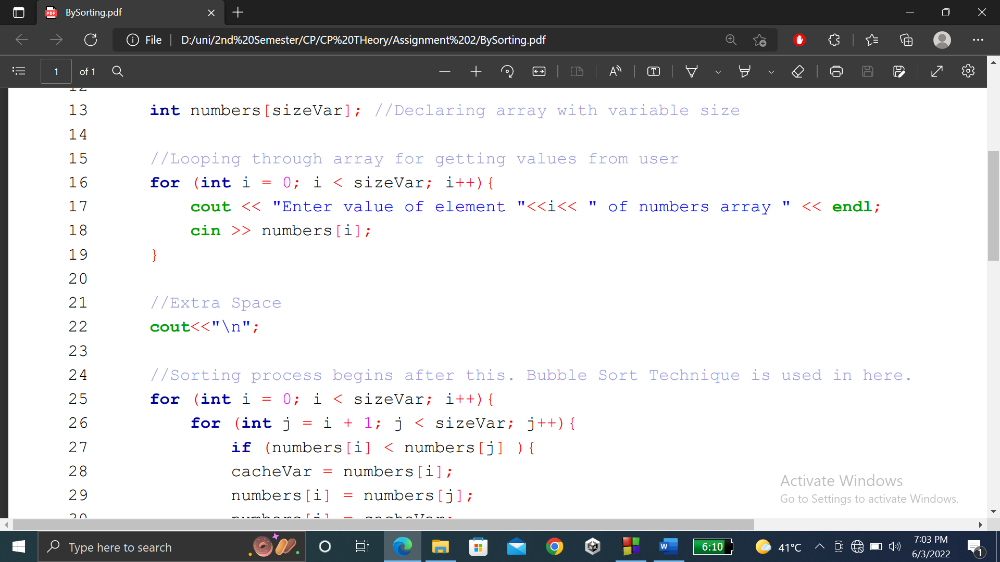 BySorting.pdf
File | D:/uni/2nd%20Semester/CP/CP%20THeory/Assignment%202/BySorting.pdf
1 of 1
12
13 int numbers[sizeVar]; //Declaring array with variable size
14
15 //Looping through array for getting values from user
16 for (int i = 0; i < sizeVar; i++){
17 cout << "Enter value of element "<<i<< " of numbers array " << endl;
18 cin >> numbers[i];
19 }
20
21 //Extra Space
22 cout<<"\n";
23
24 //Sorting process begins after this. Bubble Sort Technique is used in here.
25 for (int i = 0; i < sizeVar; i++){
26 for (int j = i + 1; j < sizeVar; j++){
27 if (numbers[i] < numbers[j] ){
28 cacheVar = numbers[i];
29 numbers[i] = numbers[j];
30 numbers[j] = cacheVar;
Activate Windows
Go to Settings to activate Windows.
Type here to search
6:10
41°C
7:03 PM
6/3/2022
1